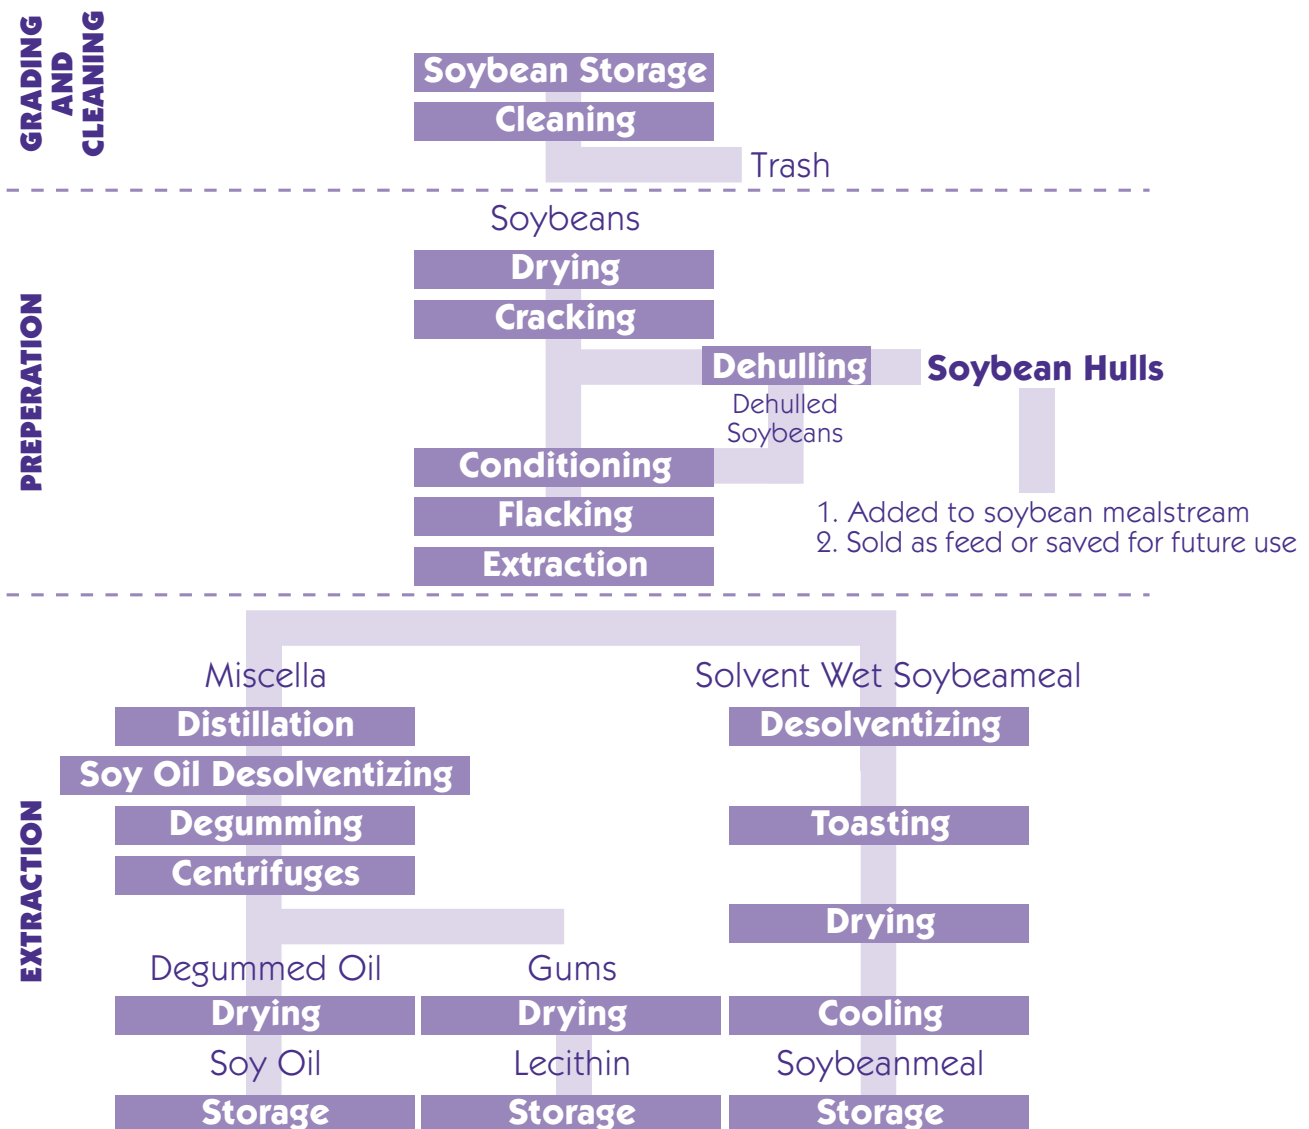 GRADING
AND
CLEANING
Soybean Storage
Cleaning
Trash
PREPERATION
Soybeans
Drying
Cracking
Dehulling
Soybean Hulls
Dehulled
Soybeans
Conditioning
Flacking
Extraction
1. Added to soybean mealstream
2. Sold as feed or saved for future use
EXTRACTION
Miscella
Solvent Wet Soybeameal
Distillation
Desolventizing
Soy Oil Desolventizing
Degumming
Toasting
Centrifuges
Drying
Degummed Oil
Gums
Drying
Drying
Cooling
Soy Oil
Lecithin
Soybeanmeal
Storage
Storage
Storage